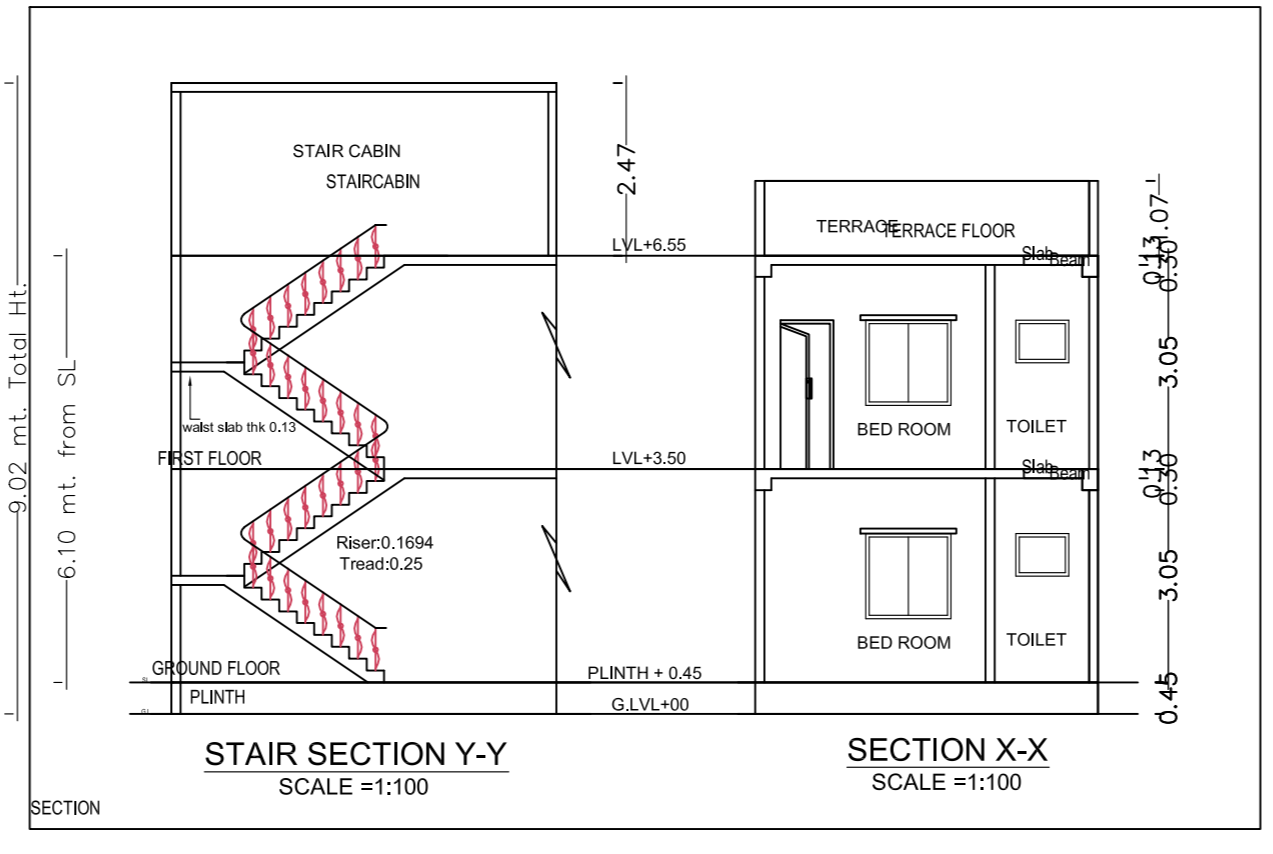 9.02 mt. Total Ht.
6.10 mt. from SL
STAIR CABIN
STAIRCABIN
2.47
LVL+6.55
waist slab thk 0.13
FIRST FLOOR
LVL+3.50
Riser:0.1694
Tread:0.25
GROUND FLOOR
PLINTH + 0.45
PLINTH
G.LVL+00
STAIR SECTION Y-Y
SCALE =1:100
TERRACE
TERRACE FLOOR
Slab
Beam
1.07
0.13
0.30
3.05
BED ROOM
TOILET
Slab
Beam
0.13
0.30
3.05
BED ROOM
TOILET
0.45
SECTION X-X
SCALE =1:100
SECTION